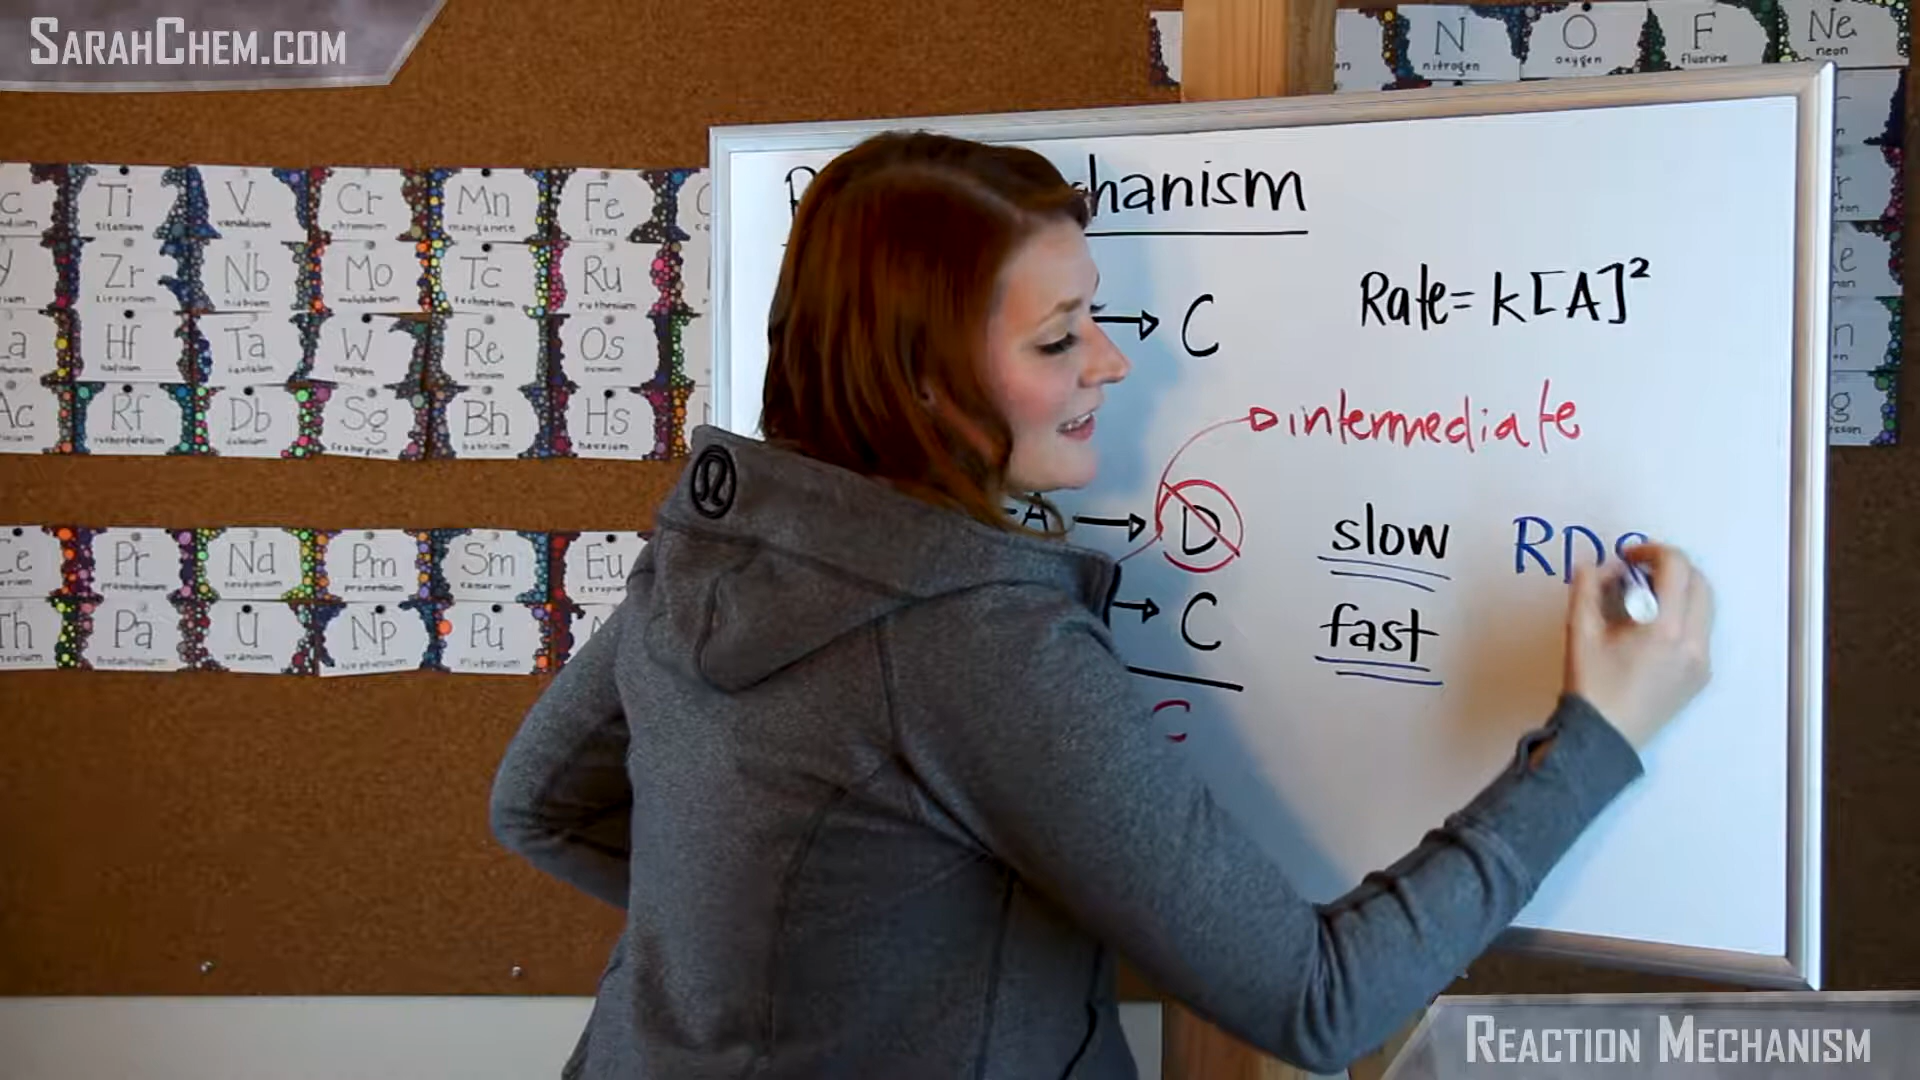 SARAHCHEM.COM
N
nitrogen
O
oxygen
F
fluorine
Ne
neon
hanism
Rate = k[A]²
→ C
intermediate
Ti
titanium
V
vanadium
Cr
chromium
Mn
manganese
Fe
iron
Zr
zirconium
Nb
niobium
Mo
molybdenum
Tc
technetium
Ru
ruthenium
Hf
hafnium
Ta
tantalum
W
tungsten
Re
rhenium
Os
osmium
Ac
Rf
rutherfordium
Db
dubnium
Sg
seaborgium
Bh
bohrium
Hs
hassium
A → D slow RDS
→ C fast
C
Ce
Pr
praseodymium
Nd
neodymium
Pm
promethium
Sm
samarium
Eu
Th
Pa
protactinium
U
uranium
Np
neptunium
Pu
plutonium
REACTION MECHANISM